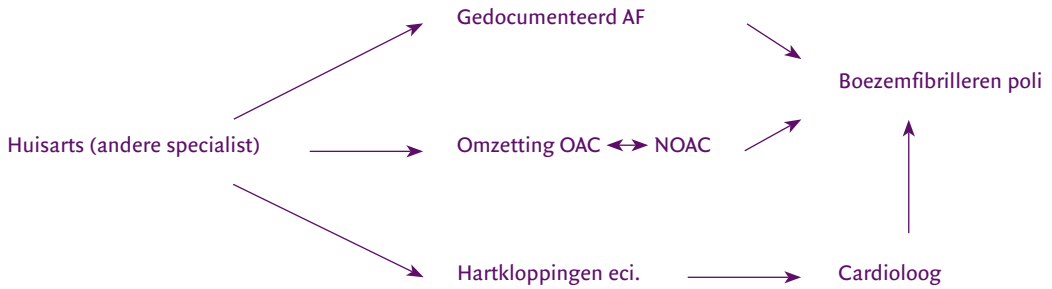 Gedocumenteerd AF
Boezemfibrilleren poli
Huisarts (andere specialist)
Omzetting OAC ↔ NOAC
Hartkloppingen eci.
Cardioloog